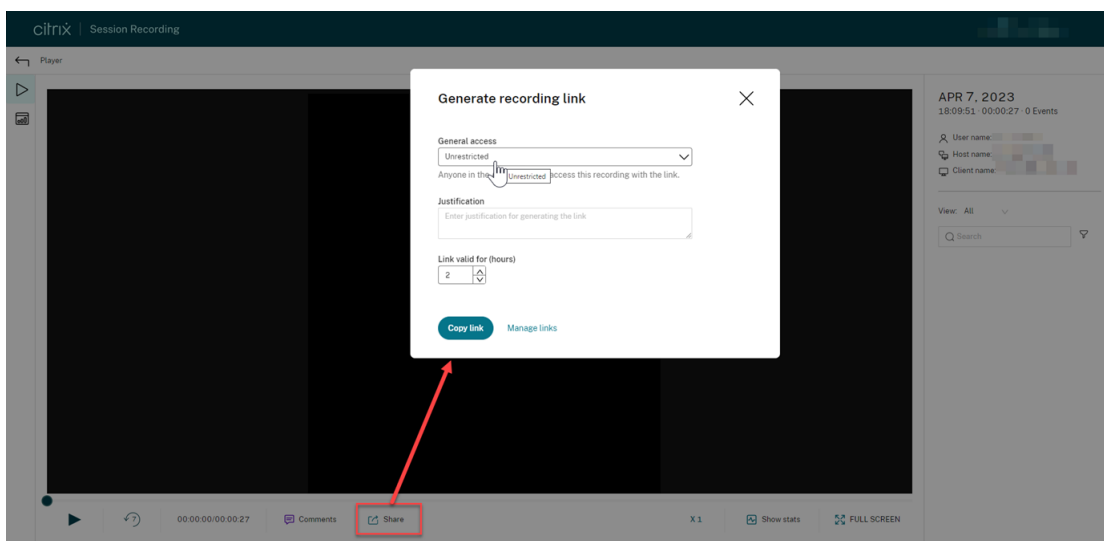 citrix | Session Recording
Player
Generate recording link
General access
Unrestricted
Anyone in the Unrestricted access this recording with the link.
Justification
Enter justification for generating the link
Link valid for (hours)
2
Copy link
Manage links
APR 7, 2023
18:09:51 · 00:00:27 · 0 Events
User name:
Host name:
Client name:
View: All
Search
00:00:00/00:00:27
Comments
Share
X 1
Show stats
FULL SCREEN